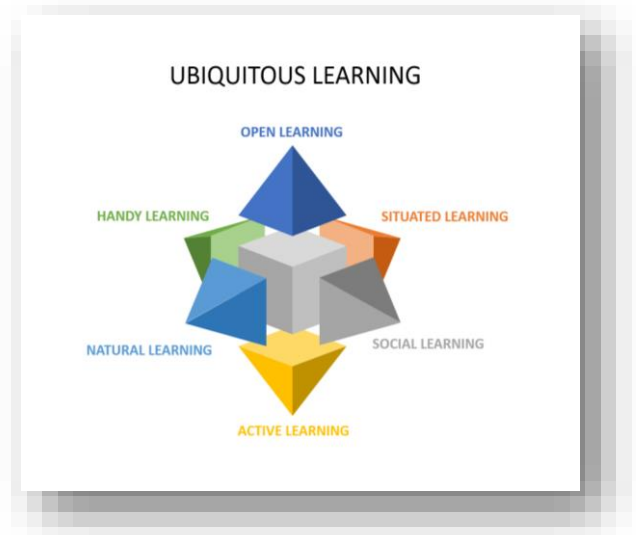 UBIQUITOUS LEARNING
OPEN LEARNING
HANDY LEARNING
SITUATED LEARNING
NATURAL LEARNING
SOCIAL LEARNING
ACTIVE LEARNING